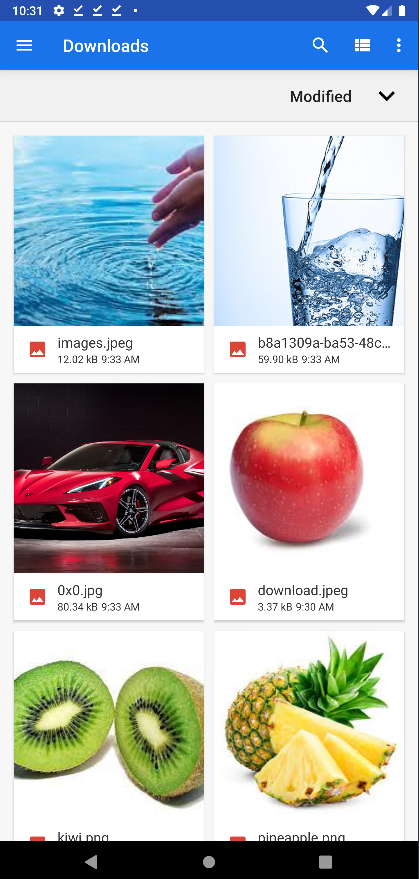 10:31
Downloads
Modified
images.jpeg
12.02 kB 9:33 AM
b8a1309a-ba53-48c…
59.90 kB 9:33 AM
0x0.jpg
80.34 kB 9:33 AM
download.jpeg
3.37 kB 9:30 AM
kiwi.png
pineapple.png